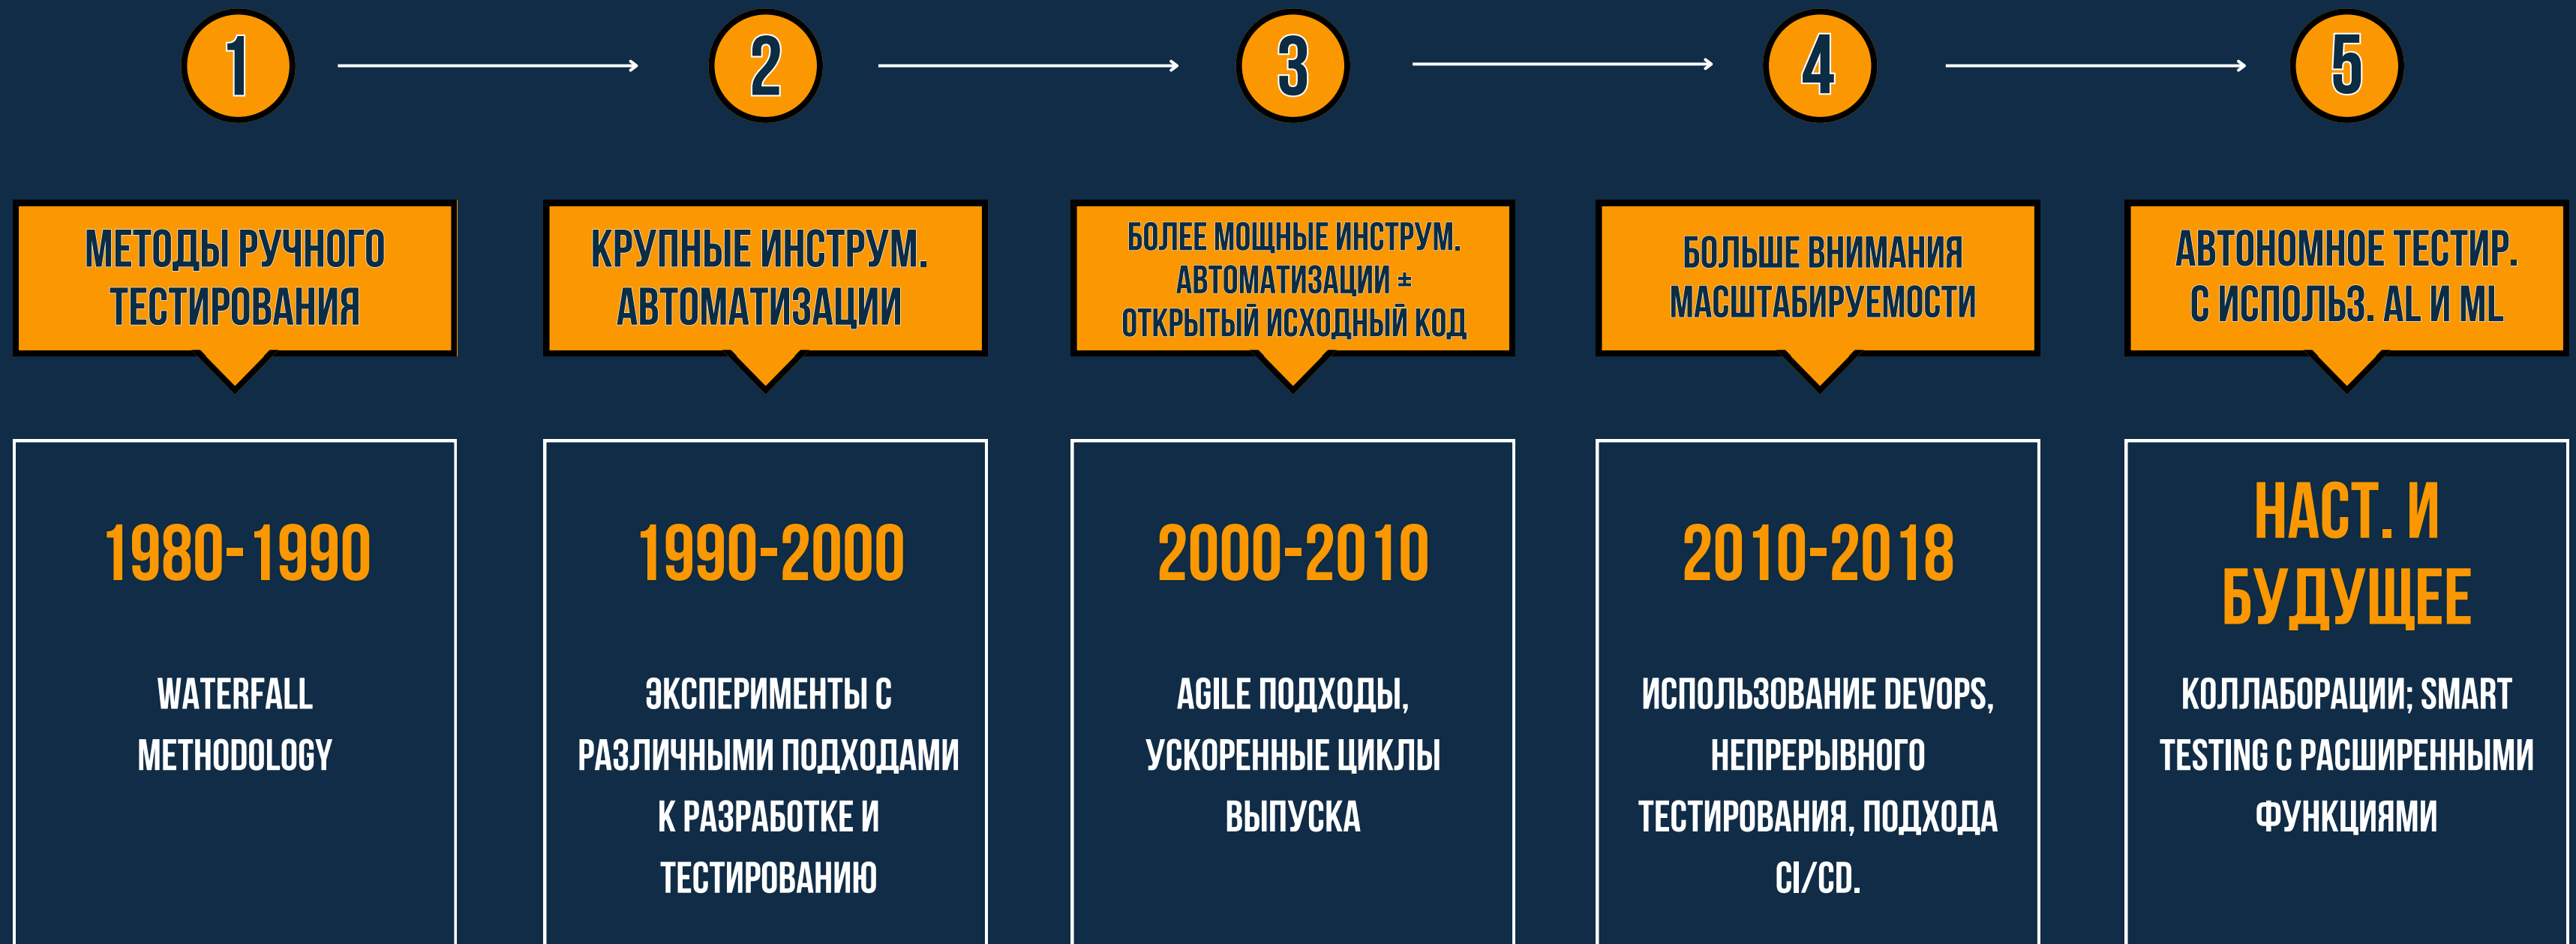 1
2
3
4
5
МЕТОДЫ РУЧНОГО
ТЕСТИРОВАНИЯ
КРУПНЫЕ ИНСТРУМ.
АВТОМАТИЗАЦИИ
БОЛЕЕ МОЩНЫЕ ИНСТРУМ.
АВТОМАТИЗАЦИИ ±
ОТКРЫТЫЙ ИСХОДНЫЙ КОД
БОЛЬШЕ ВНИМАНИЯ
МАСШТАБИРУЕМОСТИ
АВТОНОМНОЕ ТЕСТИР.
С ИСПОЛЬЗ. AL И ML
1980-1990
WATERFALL
METHODOLOGY
1990-2000
ЭКСПЕРИМЕНТЫ С
РАЗЛИЧНЫМИ ПОДХОДАМИ
К РАЗРАБОТКЕ И
ТЕСТИРОВАНИЮ
2000-2010
AGILE ПОДХОДЫ,
УСКОРЕННЫЕ ЦИКЛЫ
ВЫПУСКА
2010-2018
ИСПОЛЬЗОВАНИЕ DEVOPS,
НЕПРЕРЫВНОГО
ТЕСТИРОВАНИЯ, ПОДХОДА
CI/CD.
НАСТ. И
БУДУЩЕЕ
КОЛЛАБОРАЦИИ; SMART
TESTING С РАСШИРЕННЫМИ
ФУНКЦИЯМИ